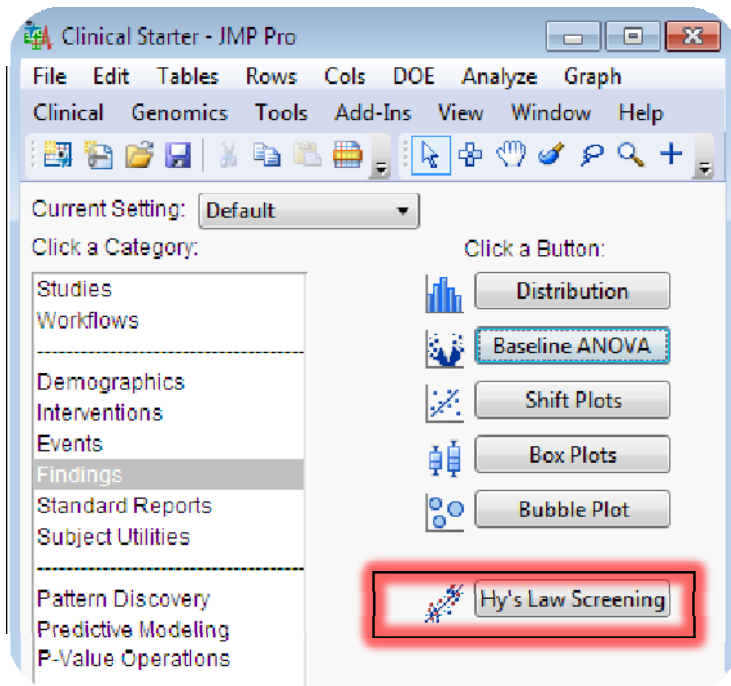 Clinical Starter - JMP Pro
File Edit Tables Rows Cols DOE Analyze Graph
Clinical Genomics Tools Add-Ins View Window Help
Current Setting: Default
Click a Category:
Studies
Workflows
Demographics
Interventions
Events
Findings
Standard Reports
Subject Utilities
Pattern Discovery
Predictive Modeling
P-Value Operations
Click a Button:
Distribution
Baseline ANOVA
Shift Plots
Box Plots
Bubble Plot
Hy's Law Screening